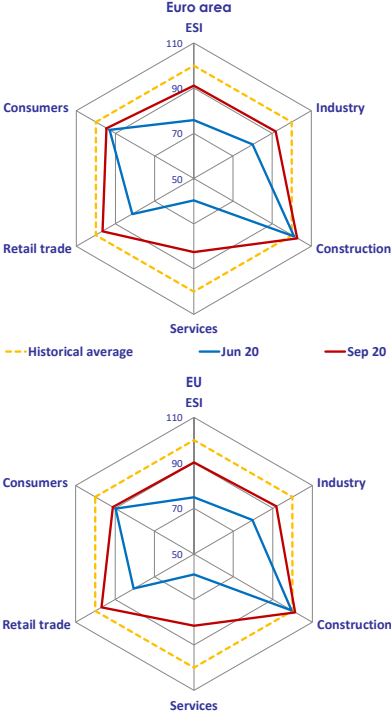 Euro area
ESI
110
Consumers
90
Industry
70
50
Retail trade
Construction
Services
Historical average Jun 20 Sep 20
EU
ESI
110
Consumers
90
Industry
70
50
Retail trade
Construction
Services